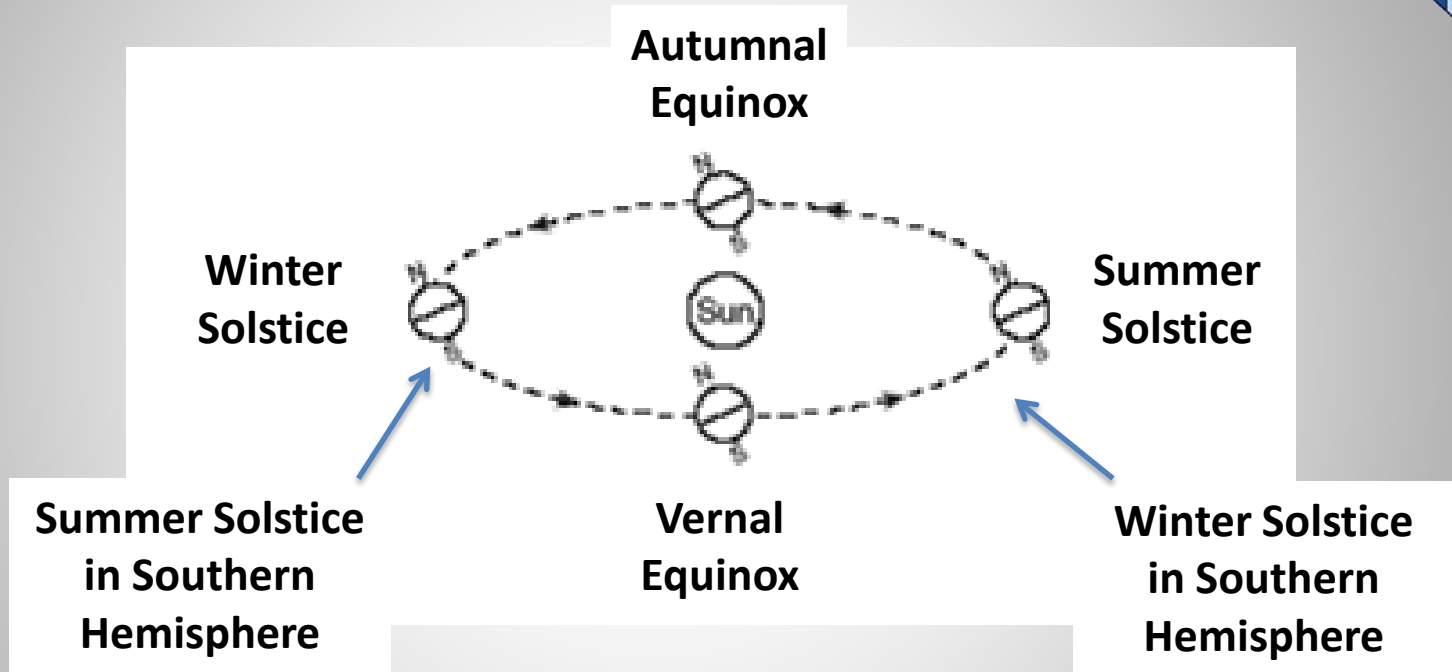 Autumnal
Equinox
N
S
Winter
Solstice
N
S
Sun
N
S
Summer
Solstice
N
S
Summer Solstice
in Southern
Hemisphere
Vernal
Equinox
Winter Solstice
in Southern
Hemisphere